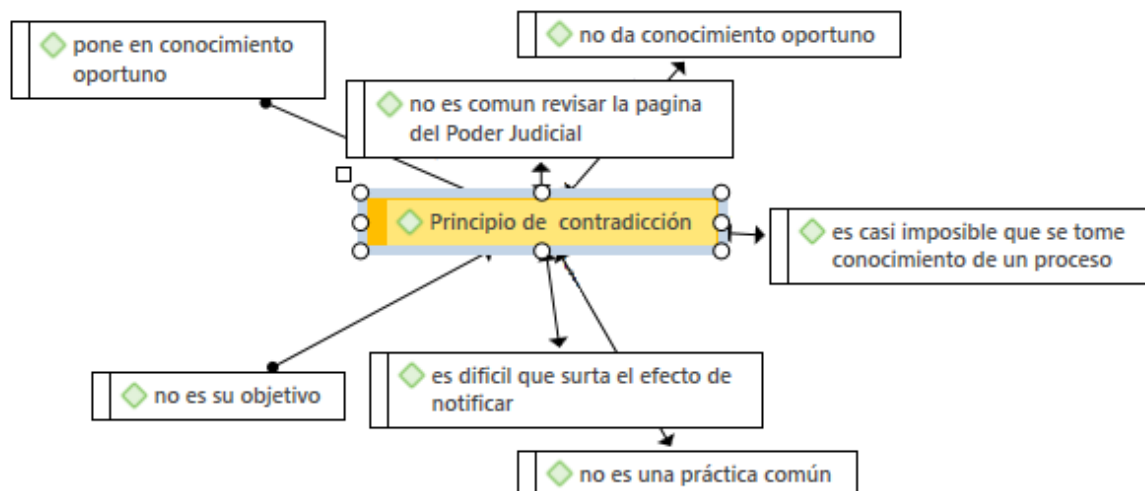 pone en conocimiento
oportuno
no da conocimiento oportuno
no es comun revisar la pagina
del Poder Judicial
Principio de contradicción
es casi imposible que se tome
conocimiento de un proceso
no es su objetivo
es dificil que surta el efecto de
notificar
no es una práctica común